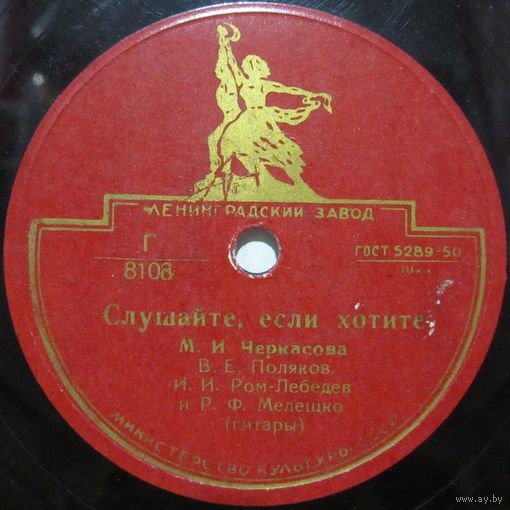 ЛЕНИНГРАДСКИЙ ЗАВОД
Г
8108
ГОСТ 5289-50
Слушайте, если хотите
М. И Черкасова
В. Е. Поляков
И. И. Ром-Лебедев
и Р. Ф. Мелешко
(гитары)
МИНИСТЕРСТВО КУЛЬТУРЫ СССР
www.ay.by